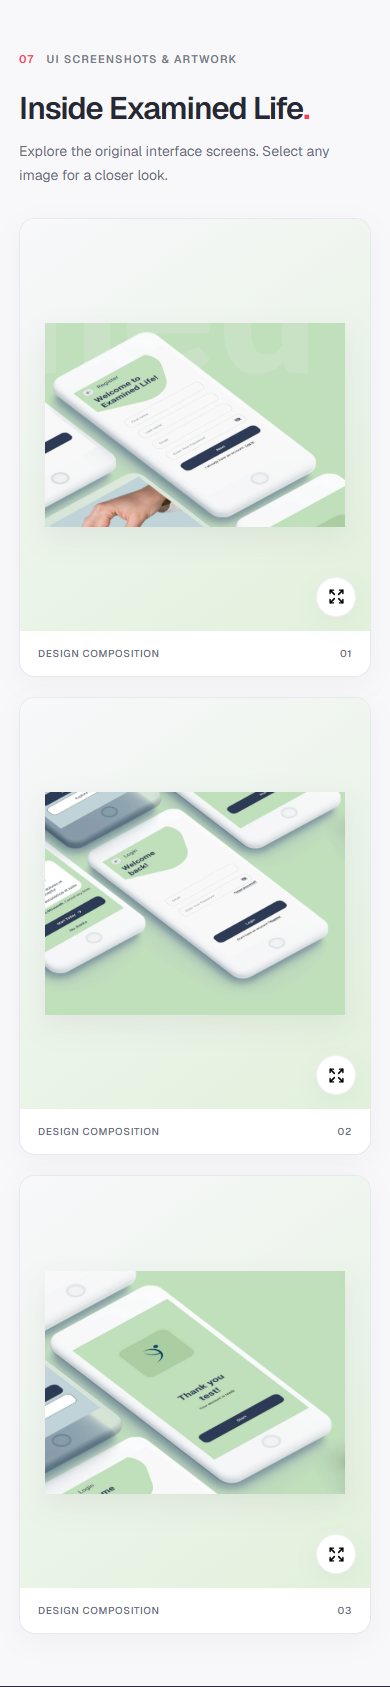 07 UI SCREENSHOTS & ARTWORK
Inside Examined Life.
Explore the original interface screens. Select any
image for a closer look.
Register
Welcome to
Examined Life!
DESIGN COMPOSITION 01
Login
Welcome
back!
Login
DESIGN COMPOSITION 02
Thank you
test!
Start
Login
DESIGN COMPOSITION 03